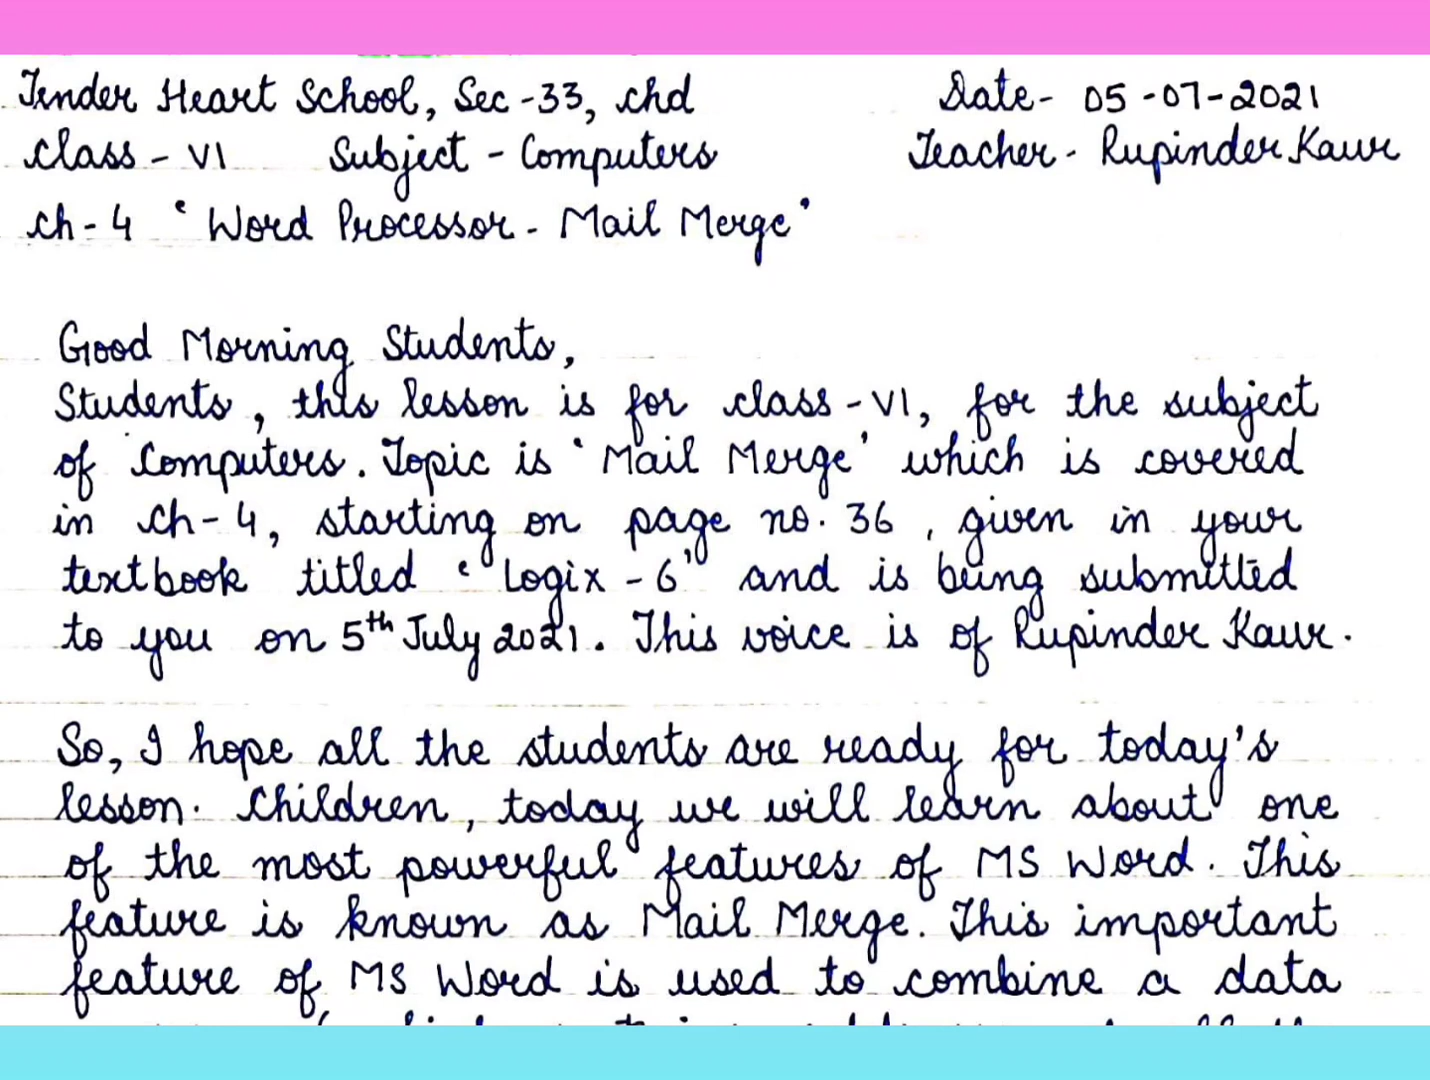 Tender Heart School, Sec-33, chd Date- 05-07-2021
Class - VI Subject - Computers Teacher - Rupinder Kaur
Ch-4 ‘Word Processor - Mail Merge’
Good Morning Students,
Students, this lesson is for class-VI, for the subject
of Computers. Topic is ‘Mail Merge’ which is covered
in ch-4, starting on page no. 36, given in your
textbook titled “Logix - 6” and is being submitted
to you on 5th July 2021. This voice is of Rupinder Kaur.
So, I hope all the students are ready for today's
lesson. Children, today we will learn about one
of the most powerful features of MS Word. This
feature is known as Mail Merge. This important
feature of MS Word is used to combine a data